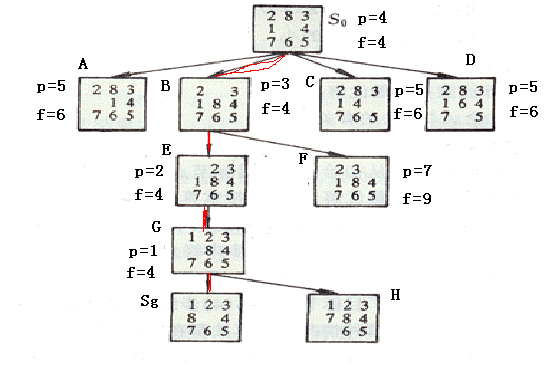 2 8 3
1 4
7 6 5
S0 p=4
f=4
A
p=5
f=6
2 8 3
1 4
7 6 5
B
2 3
1 8 4
7 6 5
p=3
f=4
C
2 8 3
1 4
7 6 5
p=5
f=6
D
2 8 3
1 6 4
7 5
p=5
f=6
E
p=2
f=4
2 3
1 8 4
7 6 5
F
2 3
1 8 4
7 6 5
p=7
f=9
G
p=1
f=4
1 2 3
8 4
7 6 5
Sg
1 2 3
8 4
7 6 5
H
1 2 3
7 8 4
6 5